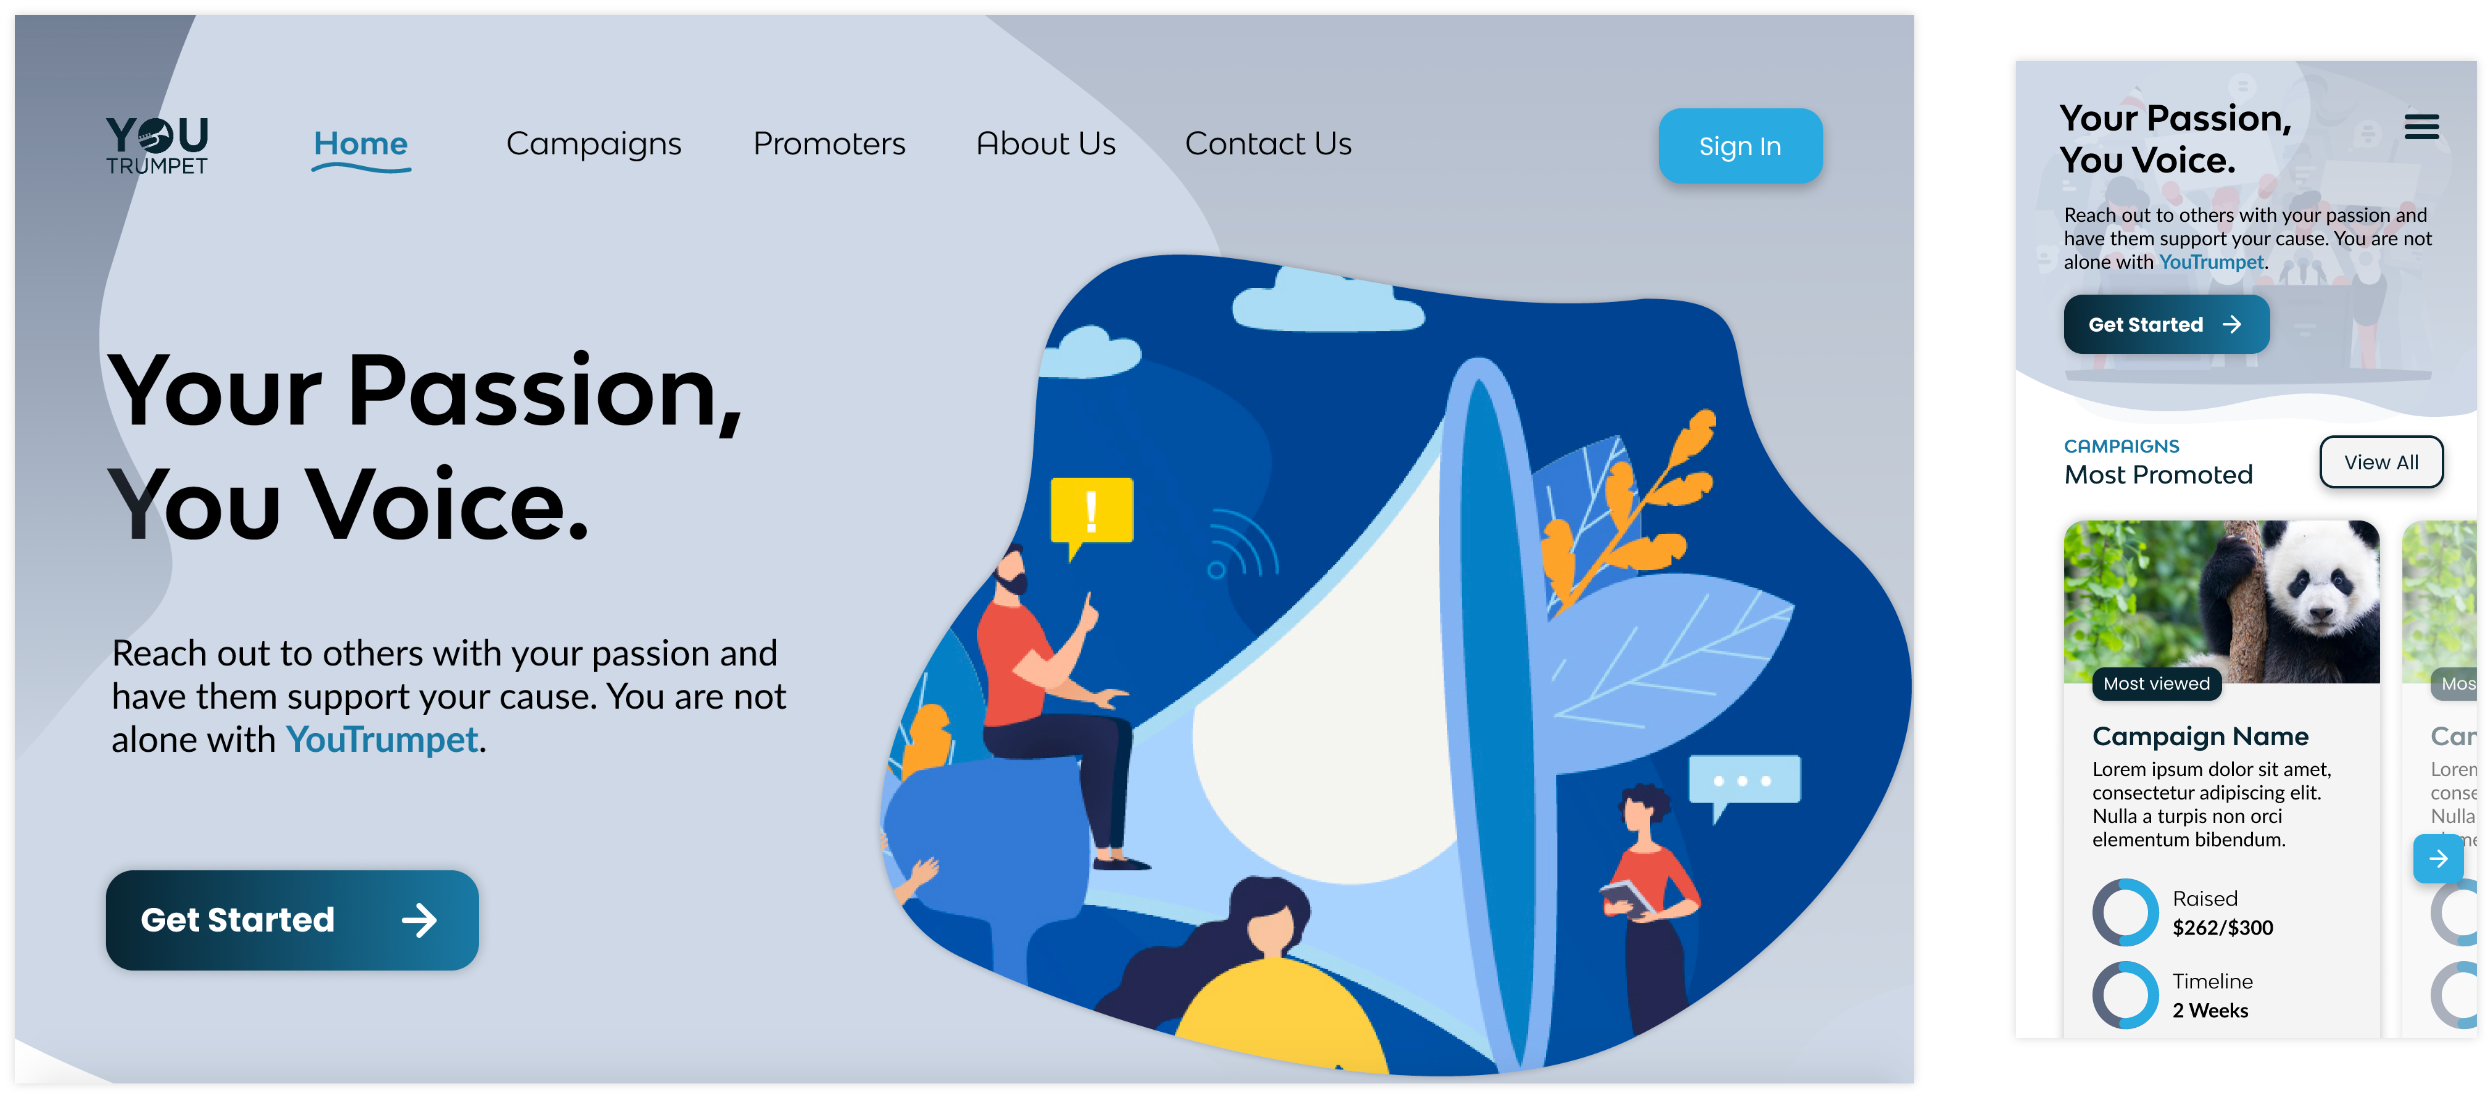 YOU
TRUMPET
Home
Campaigns
Promoters
About Us
Contact Us
Sign In
Your Passion,
You Voice.
Reach out to others with your passion and
have them support your cause. You are not
alone with YouTrumpet.
Get Started
!
Your Passion,
You Voice.
Reach out to others with your passion and
have them support your cause. You are not
alone with YouTrumpet.
Get Started
CAMPAIGNS
Most Promoted
View All
Most viewed
Campaign Name
Lorem ipsum dolor sit amet,
consectetur adipiscing elit.
Nulla a turpis non orci
elementum bibendum.
Raised
$262/$300
Timeline
2 Weeks
Mos
Nulla